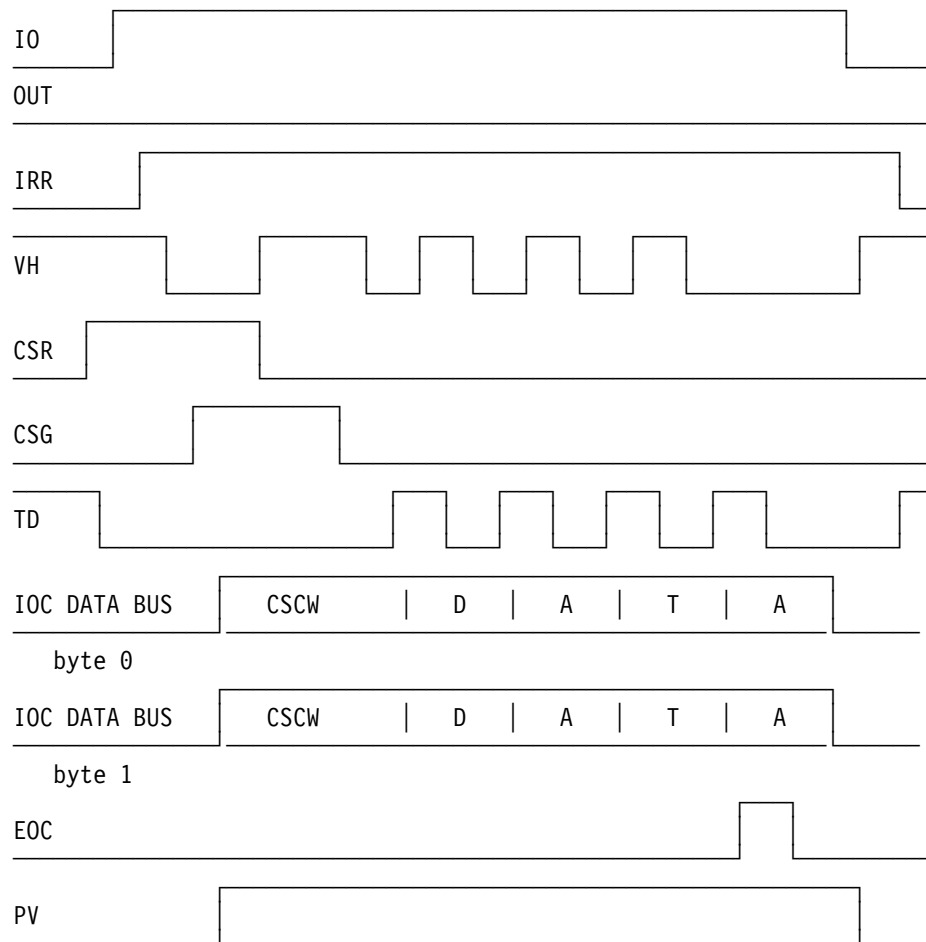 IO
OUT
IRR
VH
CSR
CSG
TD
IOC DATA BUS CSCW | D | A | T | A
byte 0
IOC DATA BUS CSCW | D | A | T | A
byte 1
EOC
PV